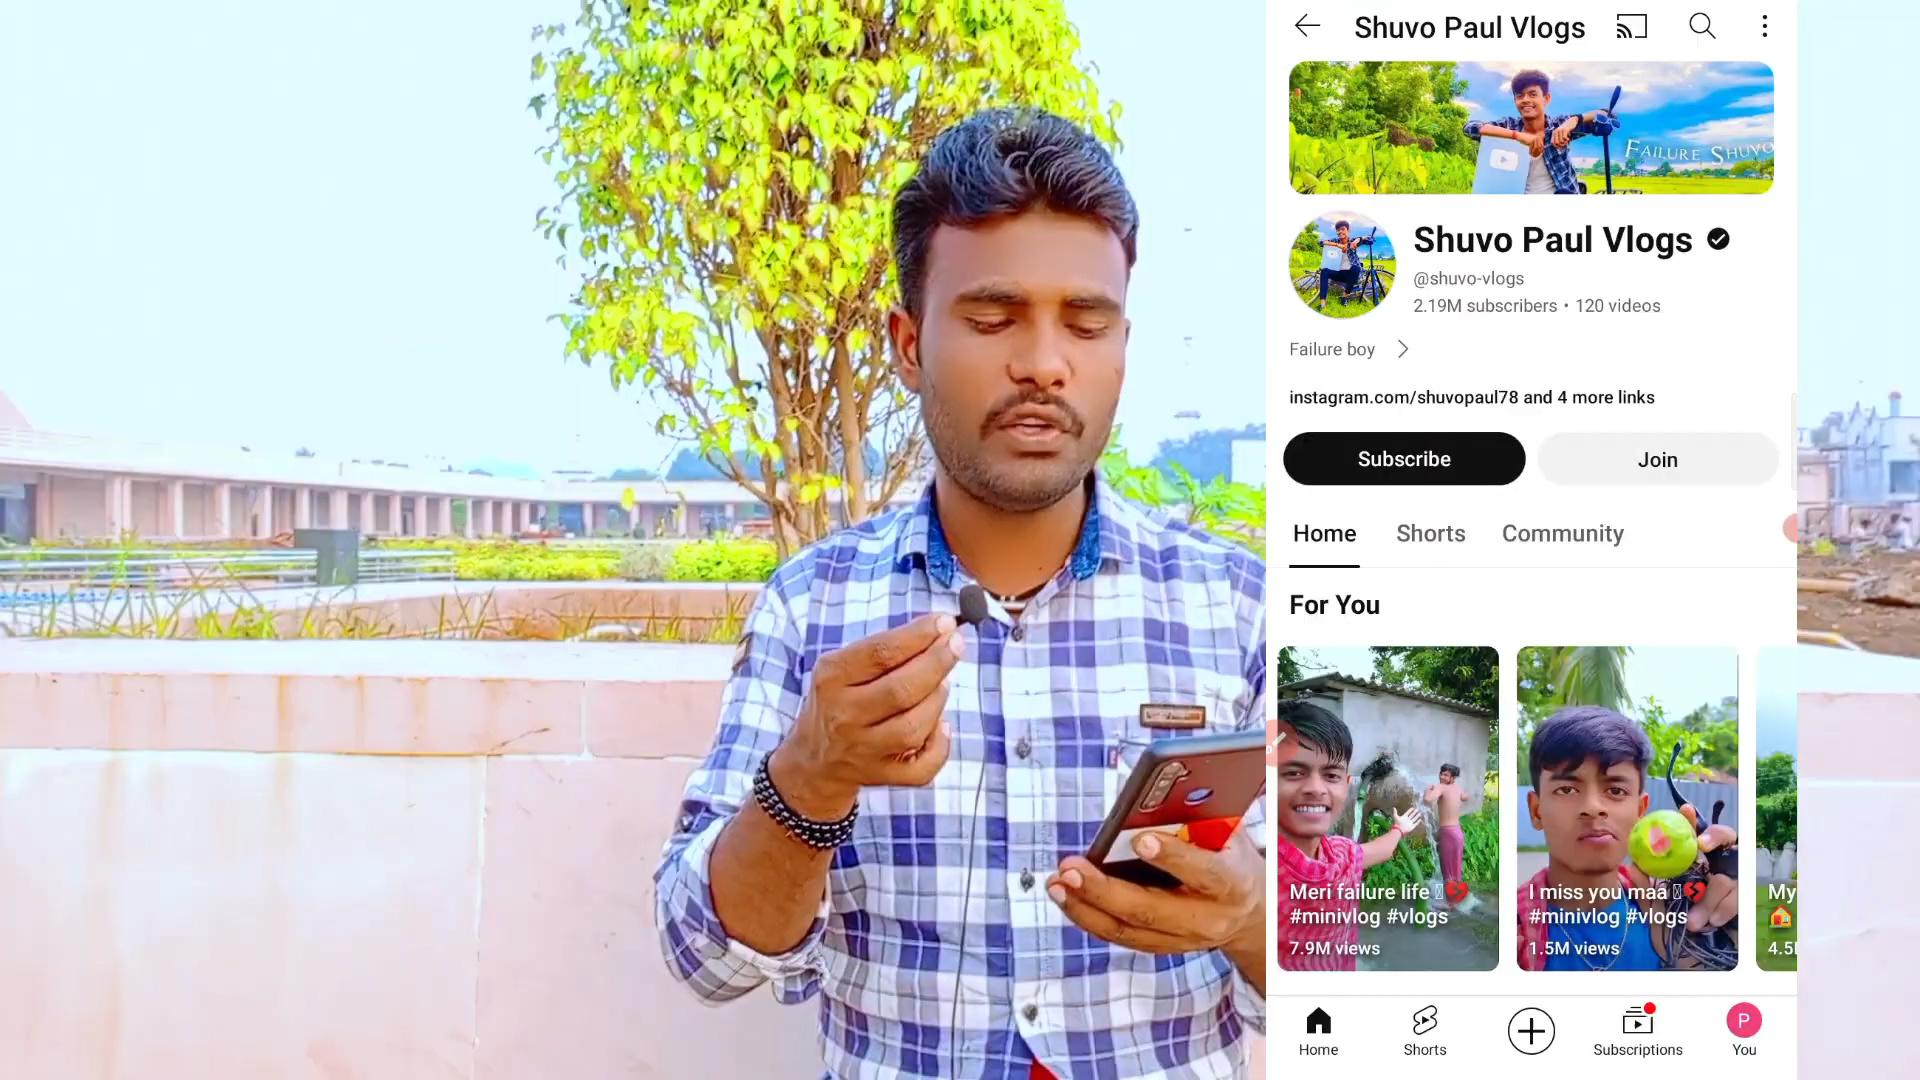 Shuvo Paul Vlogs
FAILURE SHUVO
Shuvo Paul Vlogs
@shuvo-vlogs
2.19M subscribers • 120 videos
Failure boy
instagram.com/shuvopaul78 and 4 more links
Subscribe
Join
Home
Shorts
Community
For You
Meri failure life
#minivlog #vlogs
7.9M views
I miss you maa
#minivlog #vlogs
1.5M views
My
Home
Shorts
Subscriptions
P
You